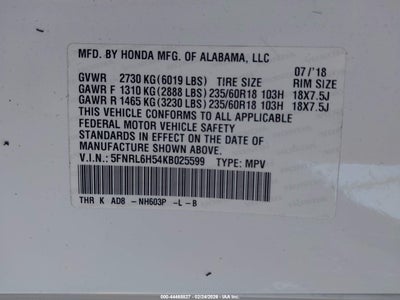 MFD. BY HONDA MFG. OF ALABAMA, LLC
07/'18
GVWR 2730 KG(6019 LBS) TIRE SIZE RIM SIZE
GAWR F 1310 KG(2888 LBS) 235/60R18 103H 18X7.5J
GAWR R 1465 KG(3230 LBS) 235/60R18 103H 18X7.5J
THIS VEHICLE CONFORMS TO ALL APPLICABLE
FEDERAL MOTOR VEHICLE SAFETY
STANDARDS IN EFFECT ON THE DATE OF
MANUFACTURE SHOWN ABOVE.
V.I.N.: 5FNRL6H54KB025599 TYPE: MPV
THR K AD8 -NH603P -L-B